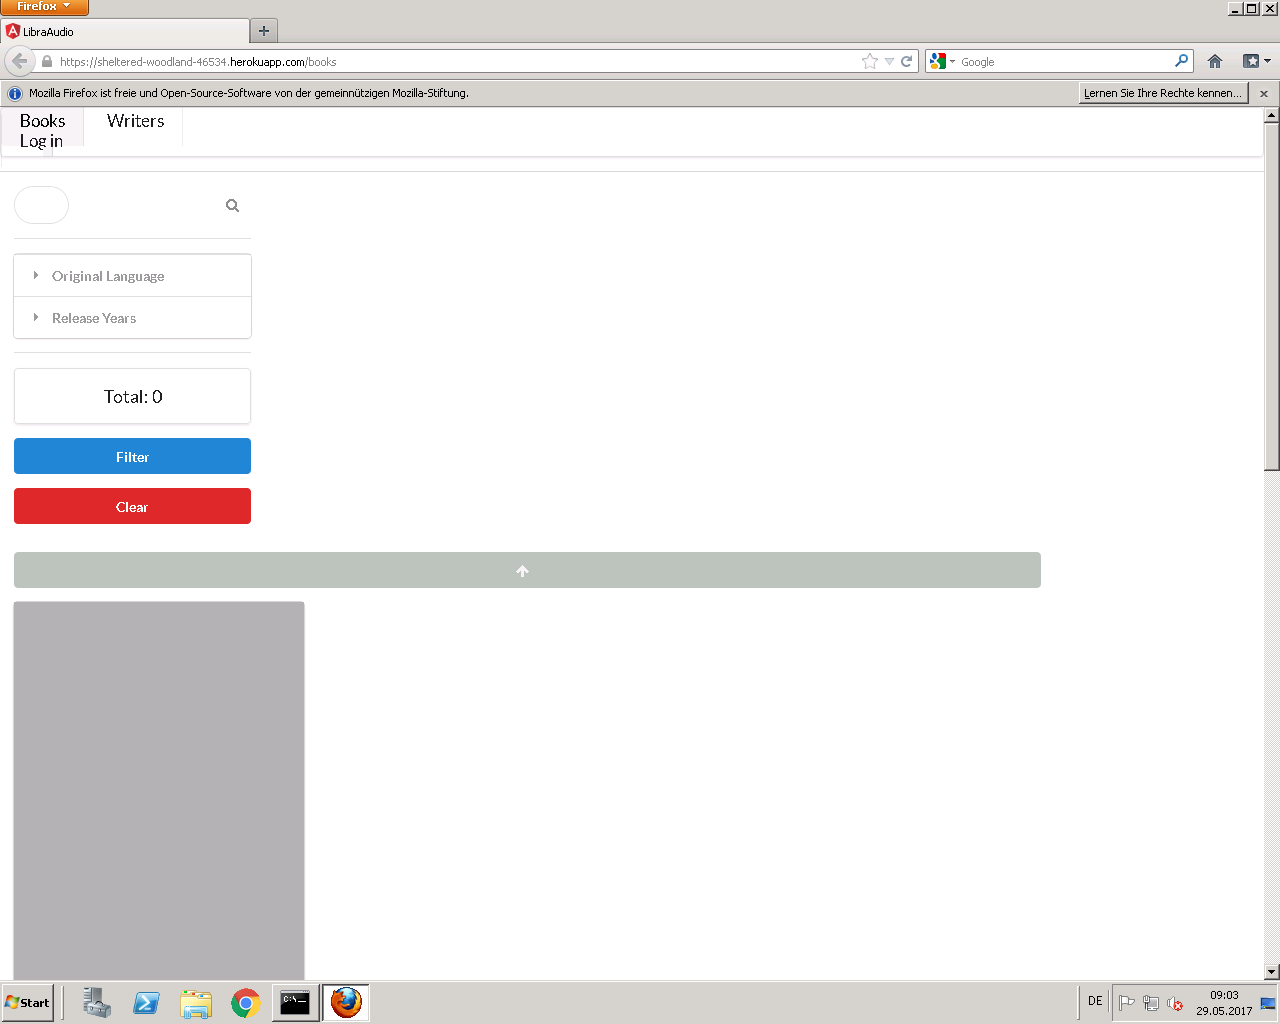 Firefox
LibraAudio
https://sheltered-woodland-46534.herokuapp.com/books
Google
Mozilla Firefox ist freie und Open-Source-Software von der gemeinnützigen Mozilla-Stiftung.
Lernen Sie Ihre Rechte kennen...
Books
Writers
Log in
Original Language
Release Years
Total: 0
Filter
Clear
Start
C:\
DE
09:03
29.05.2017